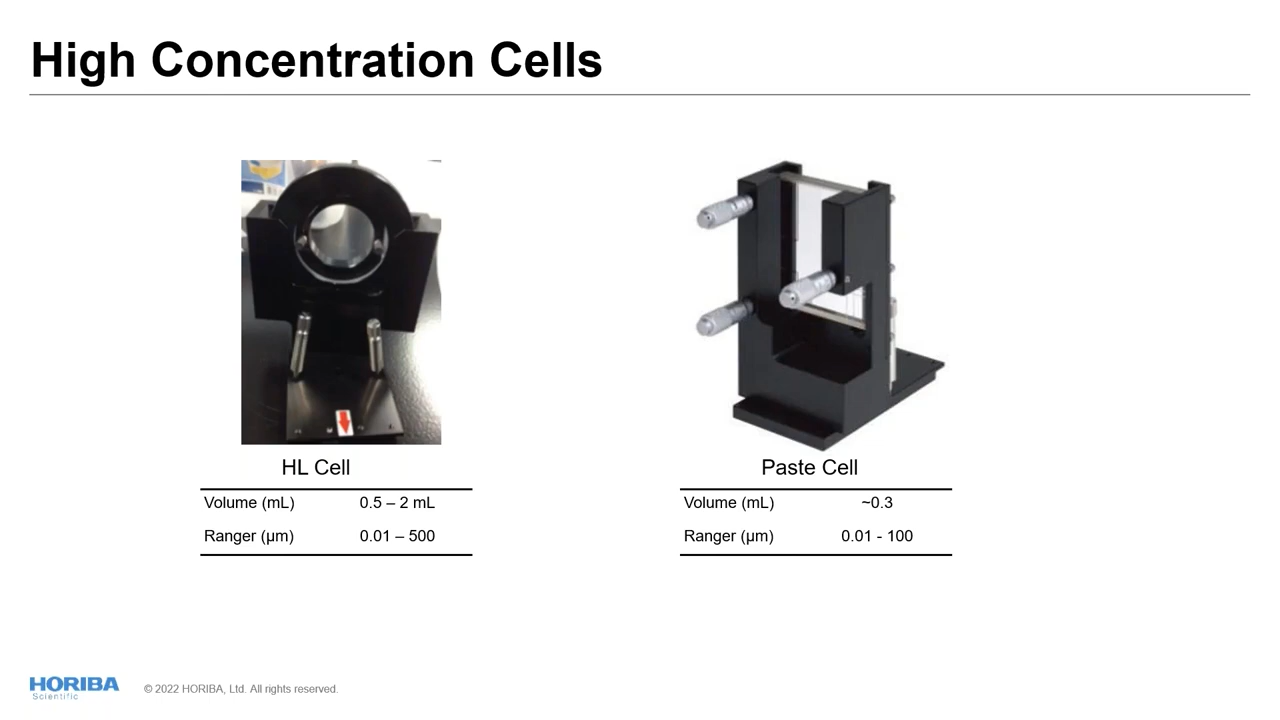 High Concentration Cells
HL Cell
Volume (mL) 0.5 – 2 mL
Ranger (µm) 0.01 – 500
Paste Cell
Volume (mL) ~0.3
Ranger (µm) 0.01 - 100
HORIBA
Scientific
© 2022 HORIBA, Ltd. All rights reserved.